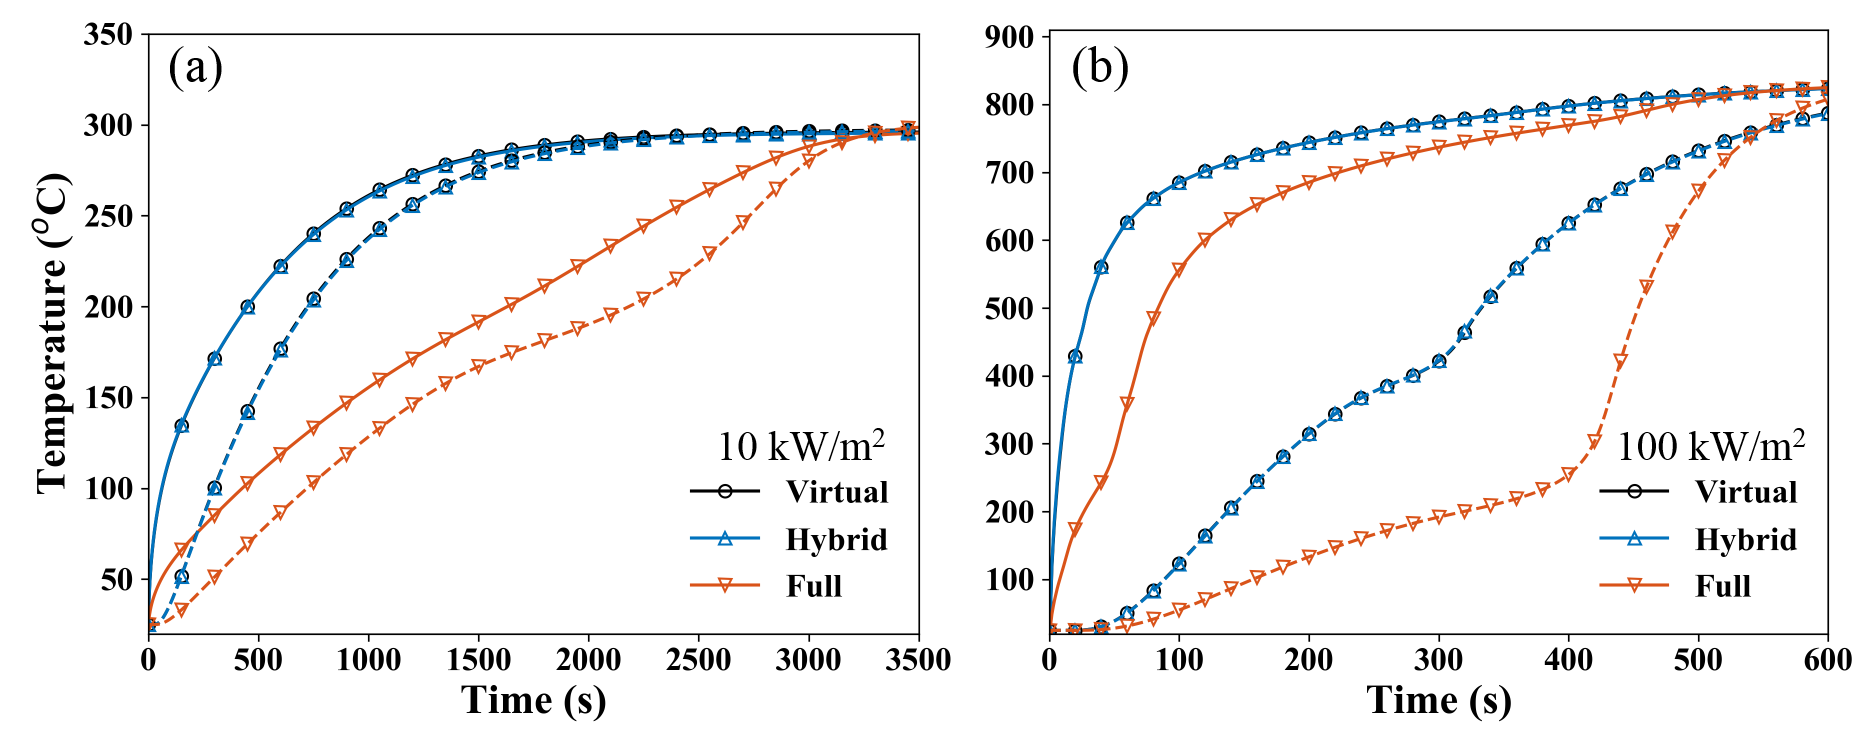 (a)
350
300
250
200
150
100
50
Temperature (°C)
10 kW/m²
Virtual
Hybrid
Full
0 500 1000 1500 2000 2500 3000 3500
Time (s)
(b)
900
800
700
600
500
400
300
200
100
100 kW/m²
Virtual
Hybrid
Full
0 100 200 300 400 500 600
Time (s)